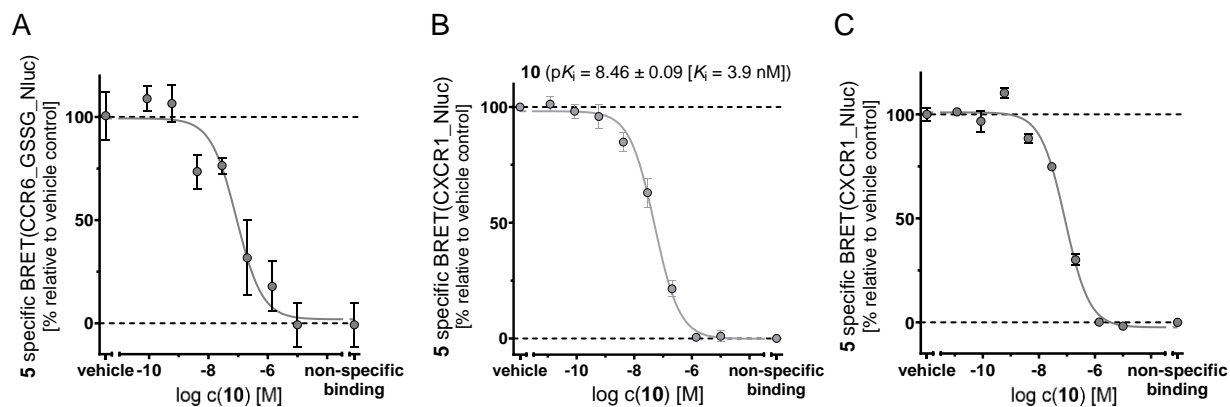 A
5 specific BRET(CCR6_GSSG_Nluc)
[% relative to vehicle control]
100
50
0
vehicle
-10
-8
-6
non-specific
binding
log c(10) [M]
B
10 (pKi = 8.46 ± 0.09 [Ki = 3.9 nM])
5 specific BRET(CXCR1_Nluc)
[% relative to vehicle control]
100
50
0
vehicle
-10
-8
-6
non-specific
binding
log c(10) [M]
C
5 specific BRET(CXCR1_Nluc)
[% relative to vehicle control]
100
50
0
vehicle
-10
-8
-6
non-specific
binding
log c(10) [M]